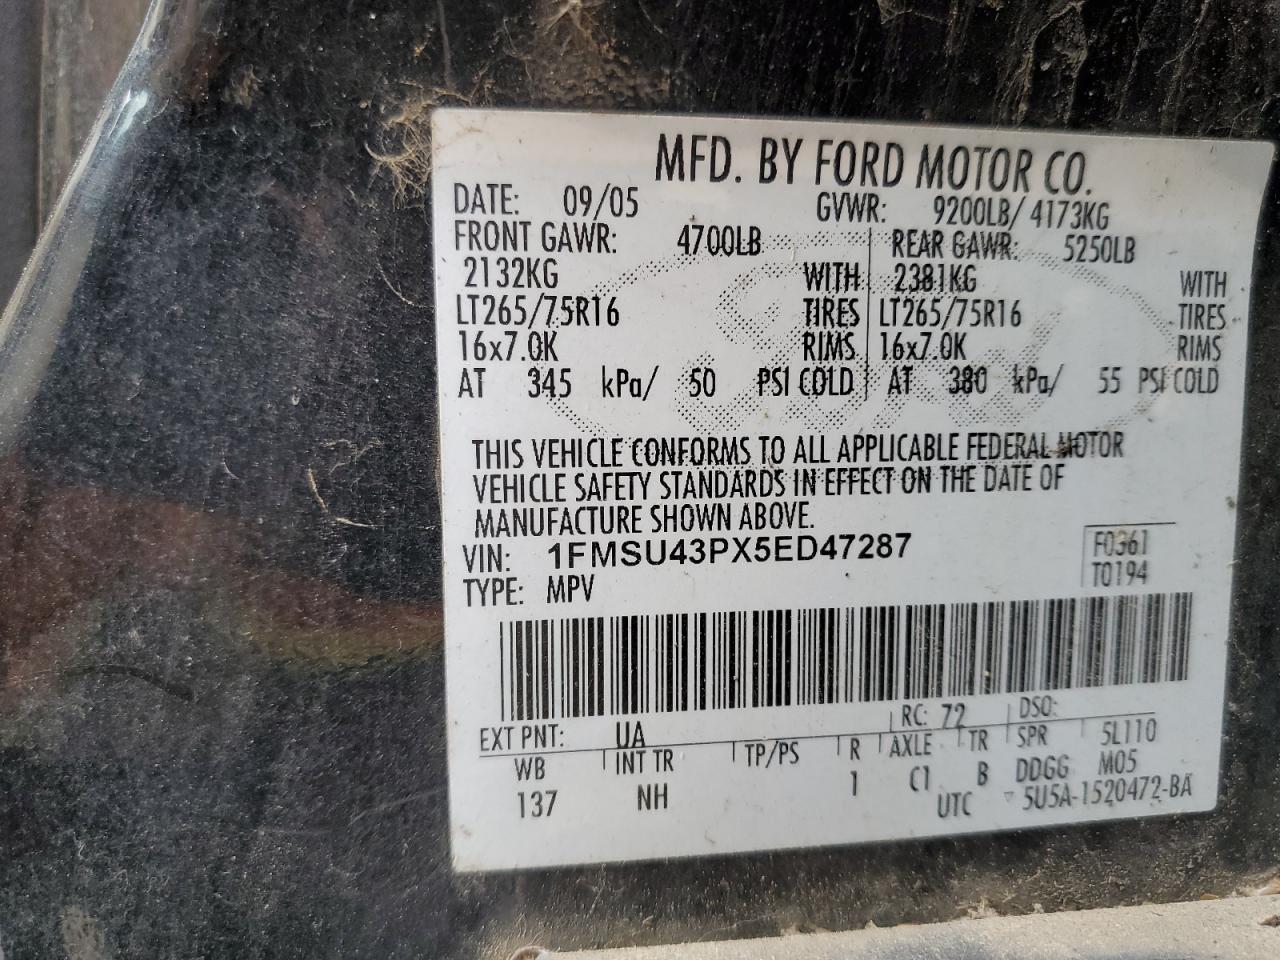 MFD. BY FORD MOTOR CO.
DATE: 09/05 GVWR: 9200LB/ 4173KG
FRONT GAWR: 4700LB REAR GAWR: 5250LB
2132KG WITH 2381KG WITH
LT265/75R16 TIRES LT265/75R16 TIRES
16x7.0K RIMS 16x7.0K RIMS
AT 345 kPa/ 50 PSI COLD AT 380 kPa/ 55 PSI COLD
THIS VEHICLE CONFORMS TO ALL APPLICABLE FEDERAL MOTOR
VEHICLE SAFETY STANDARDS IN EFFECT ON THE DATE OF
MANUFACTURE SHOWN ABOVE.
VIN: 1FMSU43PX5ED47287 F0361
TYPE: MPV T0194
EXT PNT: UA RC: 72 DSO:
WB INT TR TP/PS R AXLE TR SPR 5L110
137 NH 1 C1 B DDGG M05
UTC ▽ 5U5A-1520472-BA